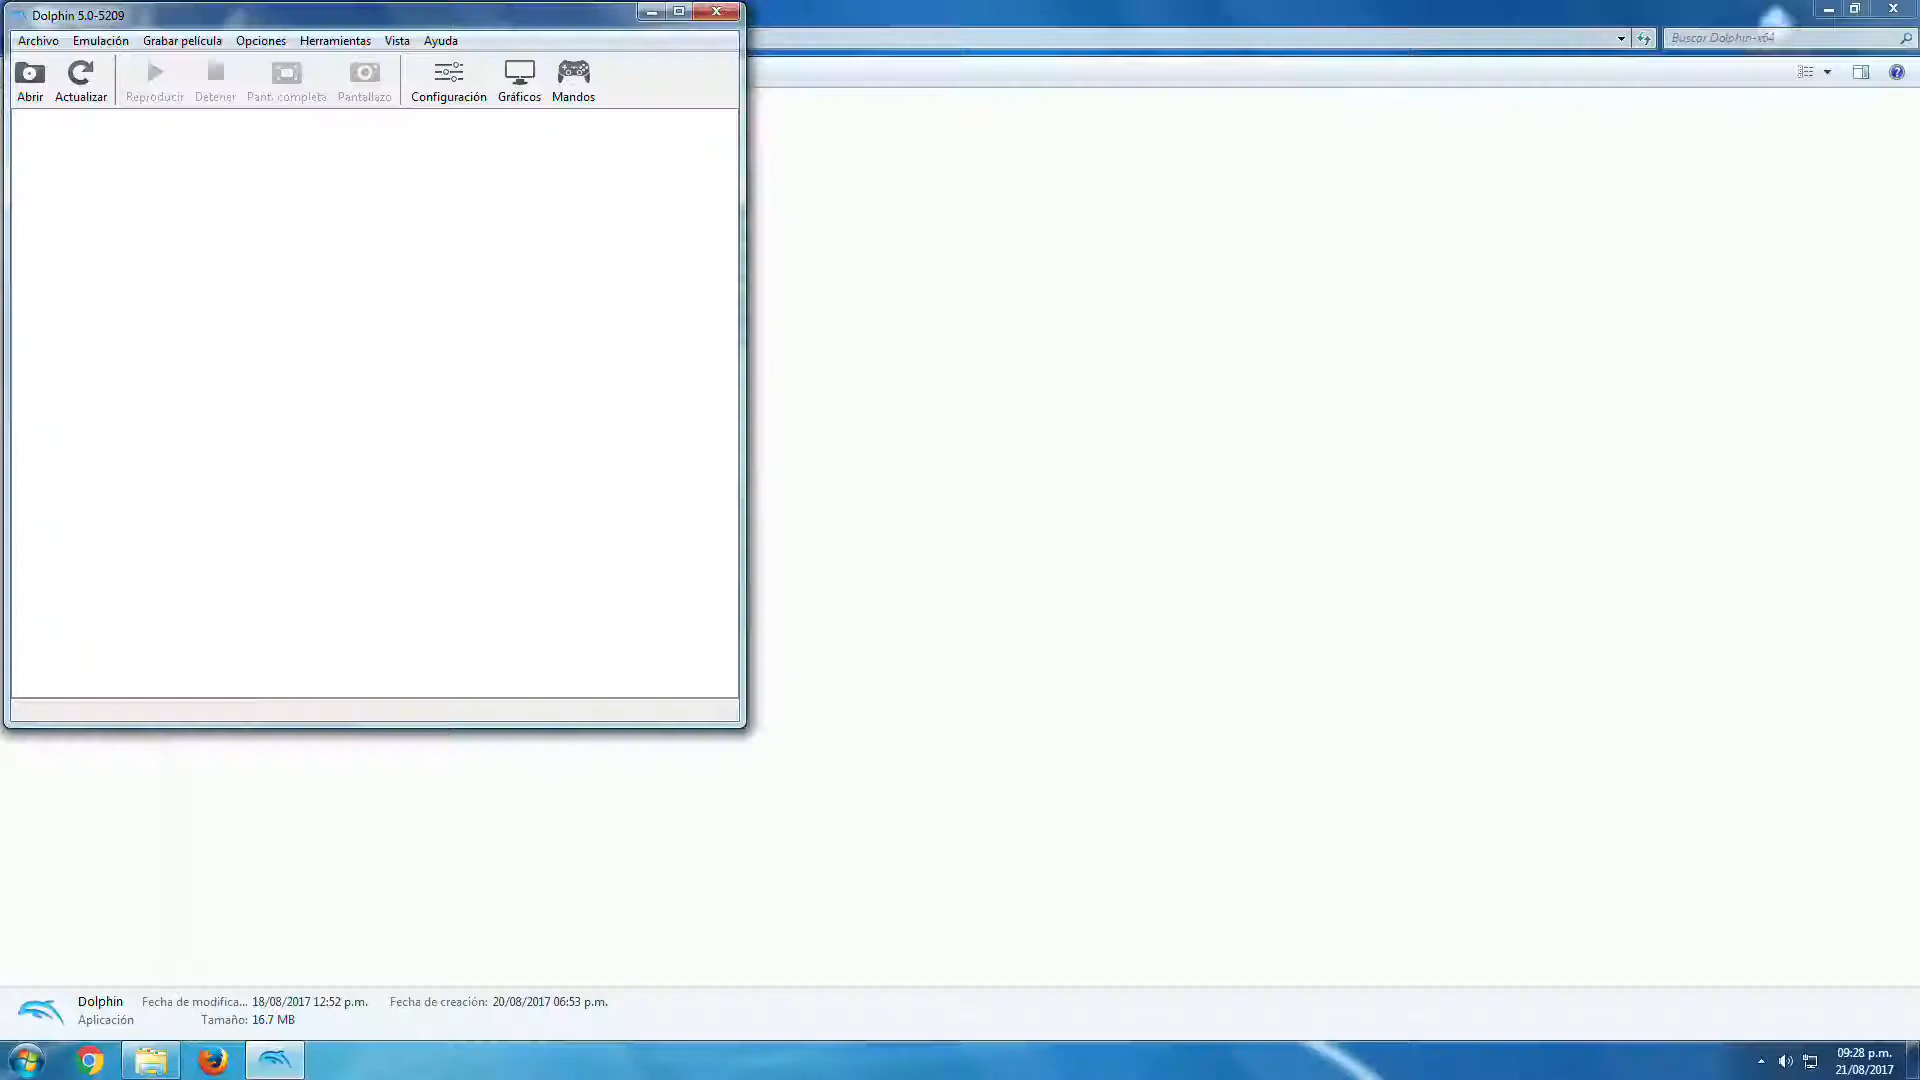 Dolphin 5.0-5209
Archivo Emulación Grabar película Opciones Herramientas Vista Ayuda
Buscar Dolphin-x64
Abrir Actualizar Reproducir Detener Pant. completa Pantallazo Configuración Gráficos Mandos
Dolphin Fecha de modifica... 18/08/2017 12:52 p.m. Fecha de creación: 20/08/2017 06:53 p.m.
Aplicación Tamaño: 16.7 MB
09:28 p.m.
21/08/2017